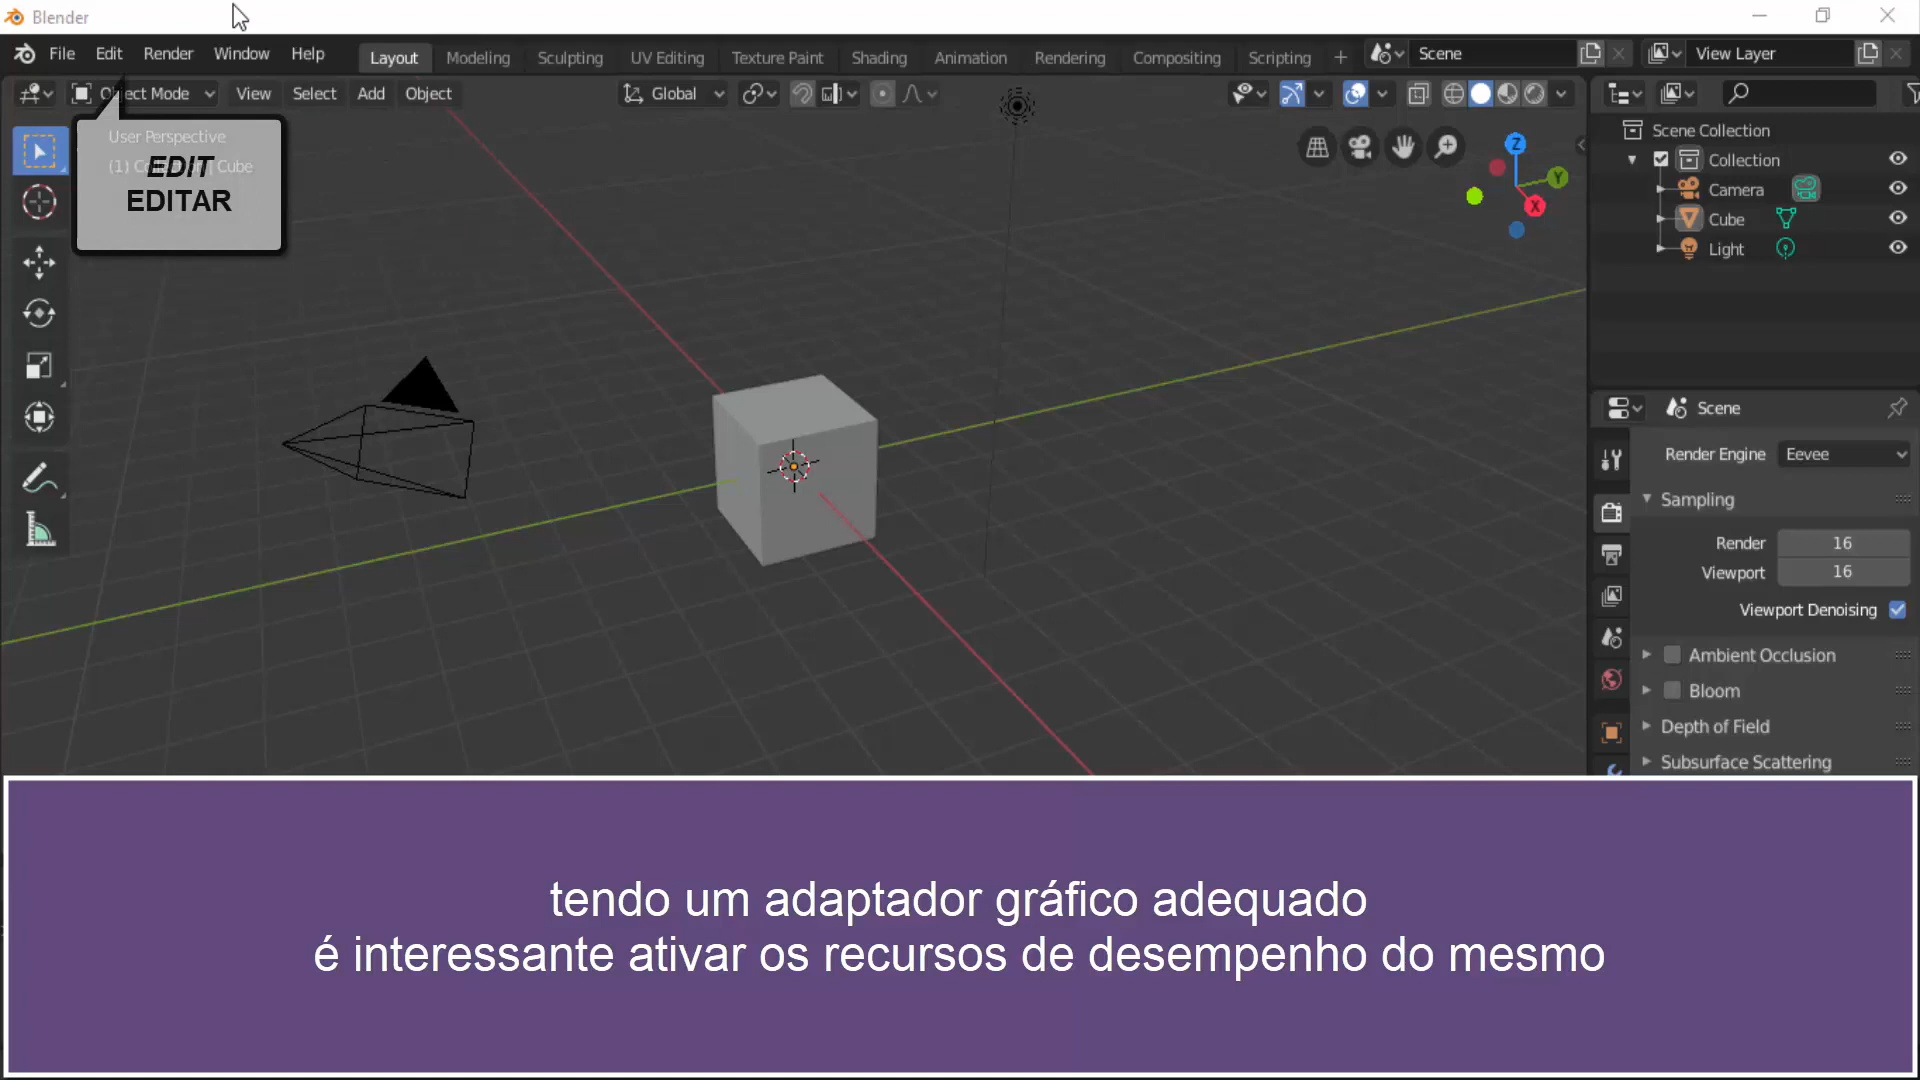 Blender
File Edit Render Window Help Layout Modeling Sculpting UV Editing Texture Paint Shading Animation Rendering Compositing Scripting + Scene View Layer
Object Mode View Select Add Object Global
User Perspective
(1) Collection | Cube
EDIT
EDITAR
Z
Y
X
Scene Collection
Collection
Camera
Cube
Light
Scene
Render Engine Eevee
Sampling
Render 16
Viewport 16
Viewport Denoising
Ambient Occlusion
Bloom
Depth of Field
Subsurface Scattering
tendo um adaptador gráfico adequado
é interessante ativar os recursos de desempenho do mesmo